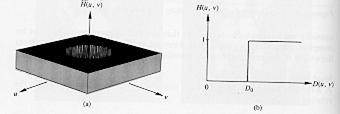 H(u, v)
u
v
(a)
H(u, v)
1
0
D₀
D(u, v)
(b)